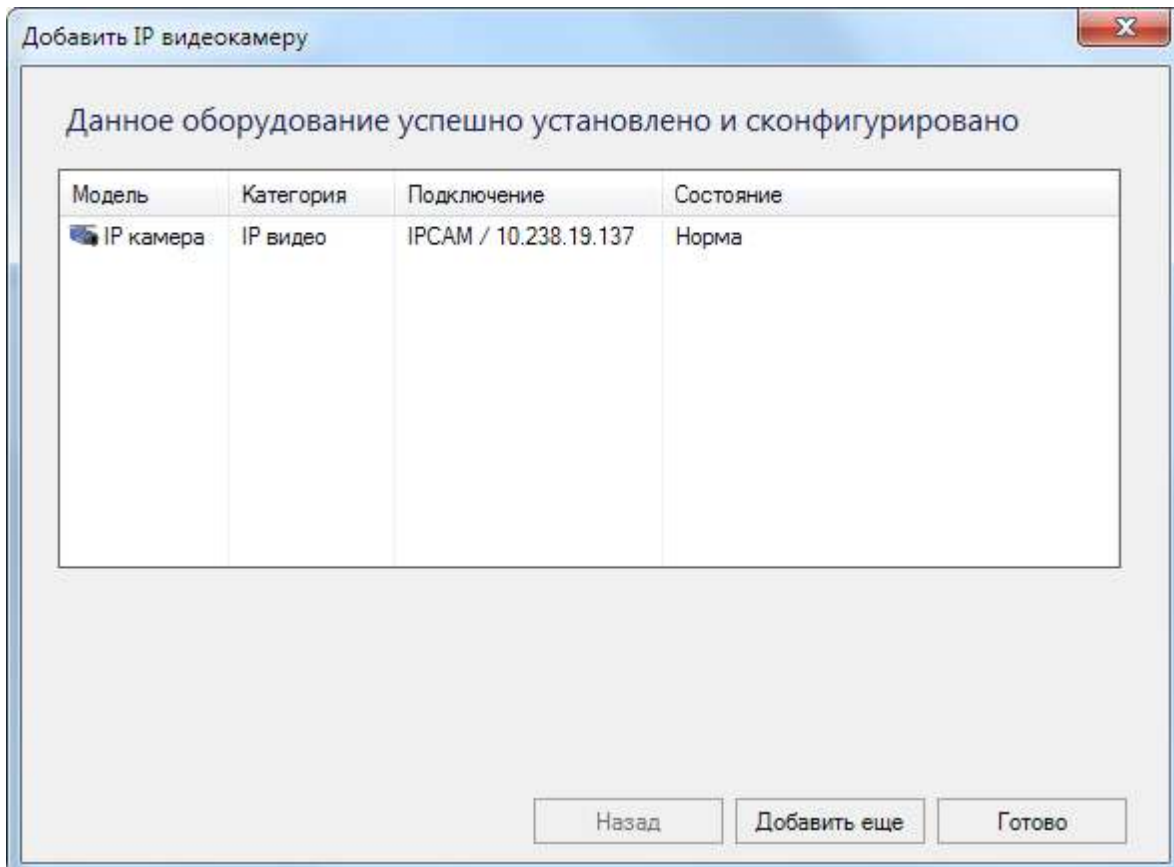 Добавить IP видеокамеру
Данное оборудование успешно установлено и сконфигурировано
Модель Категория Подключение Состояние
IP камера IP видео IPCAM / 10.238.19.137 Норма
Назад Добавить еще Готово